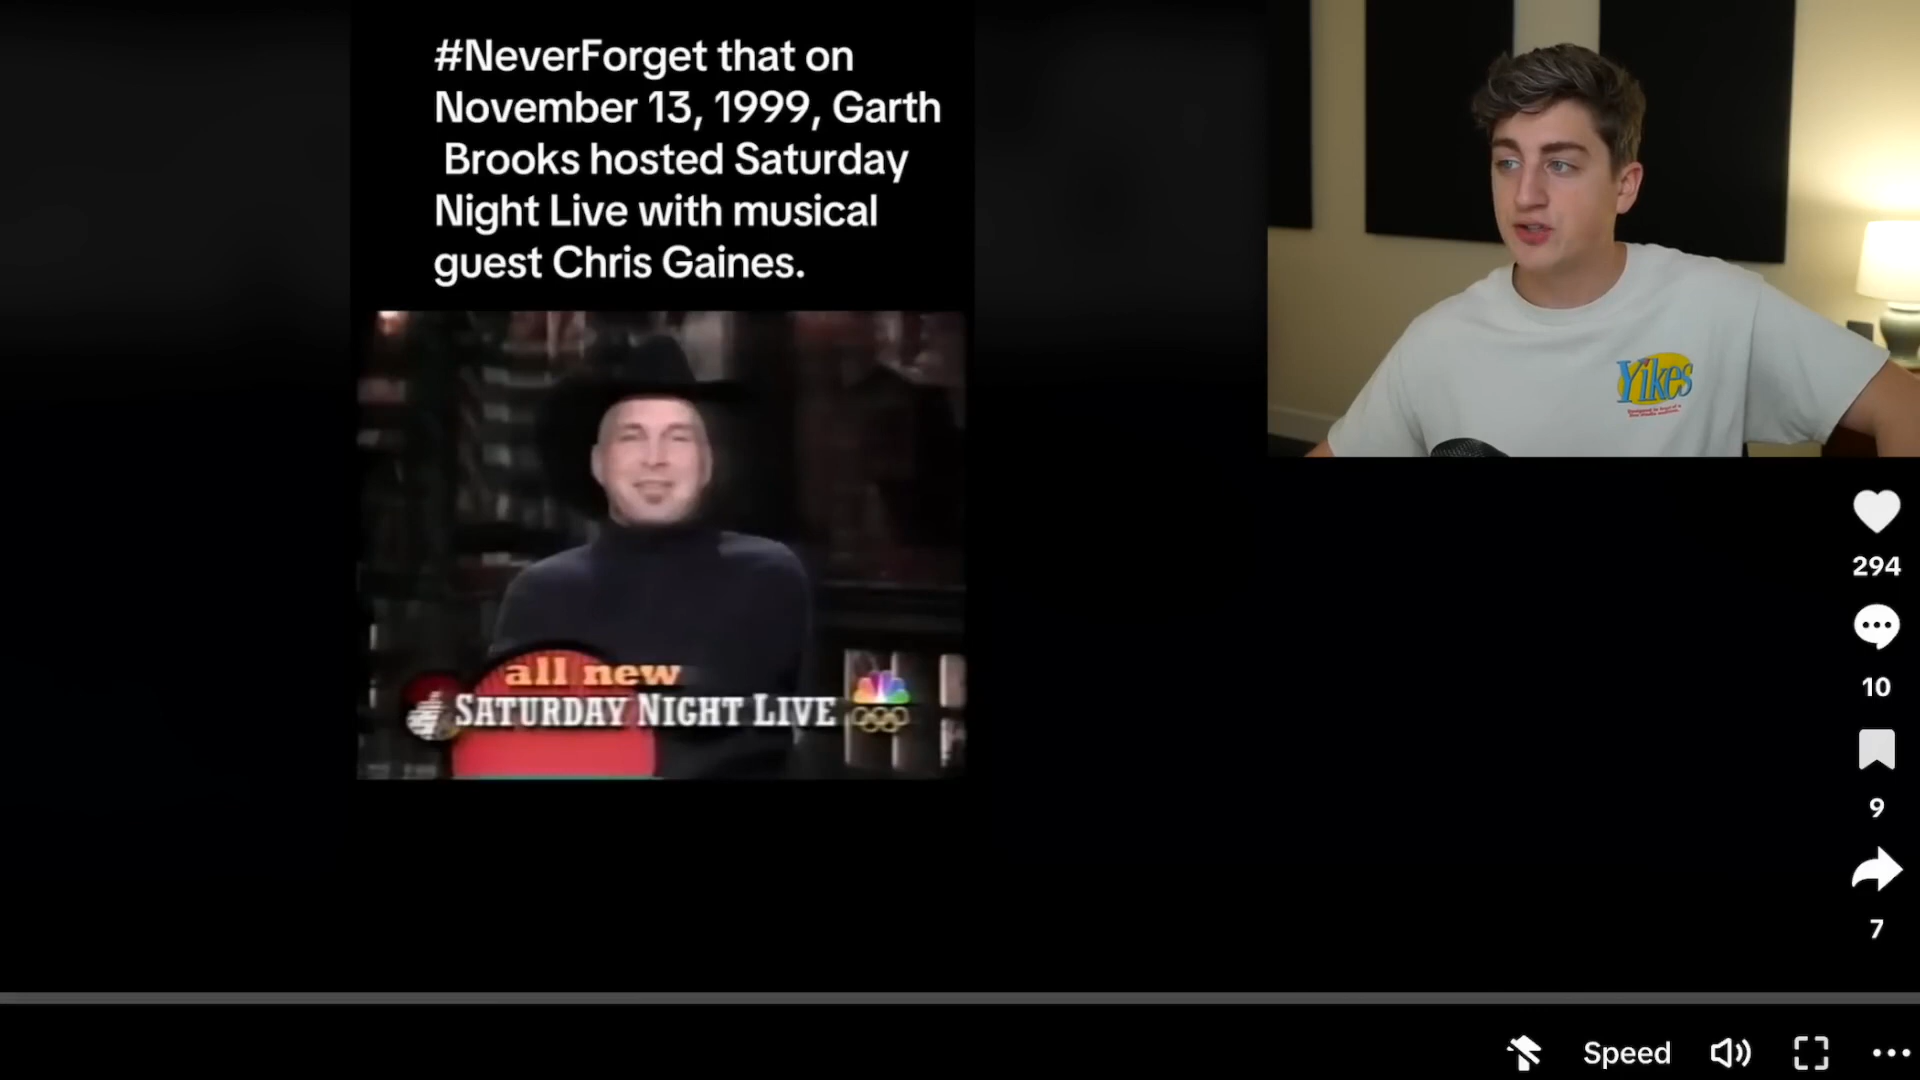 #NeverForget that on
November 13, 1999, Garth
Brooks hosted Saturday
Night Live with musical
guest Chris Gaines.
all new
SATURDAY NIGHT LIVE
Yikes
294
10
9
7
Speed